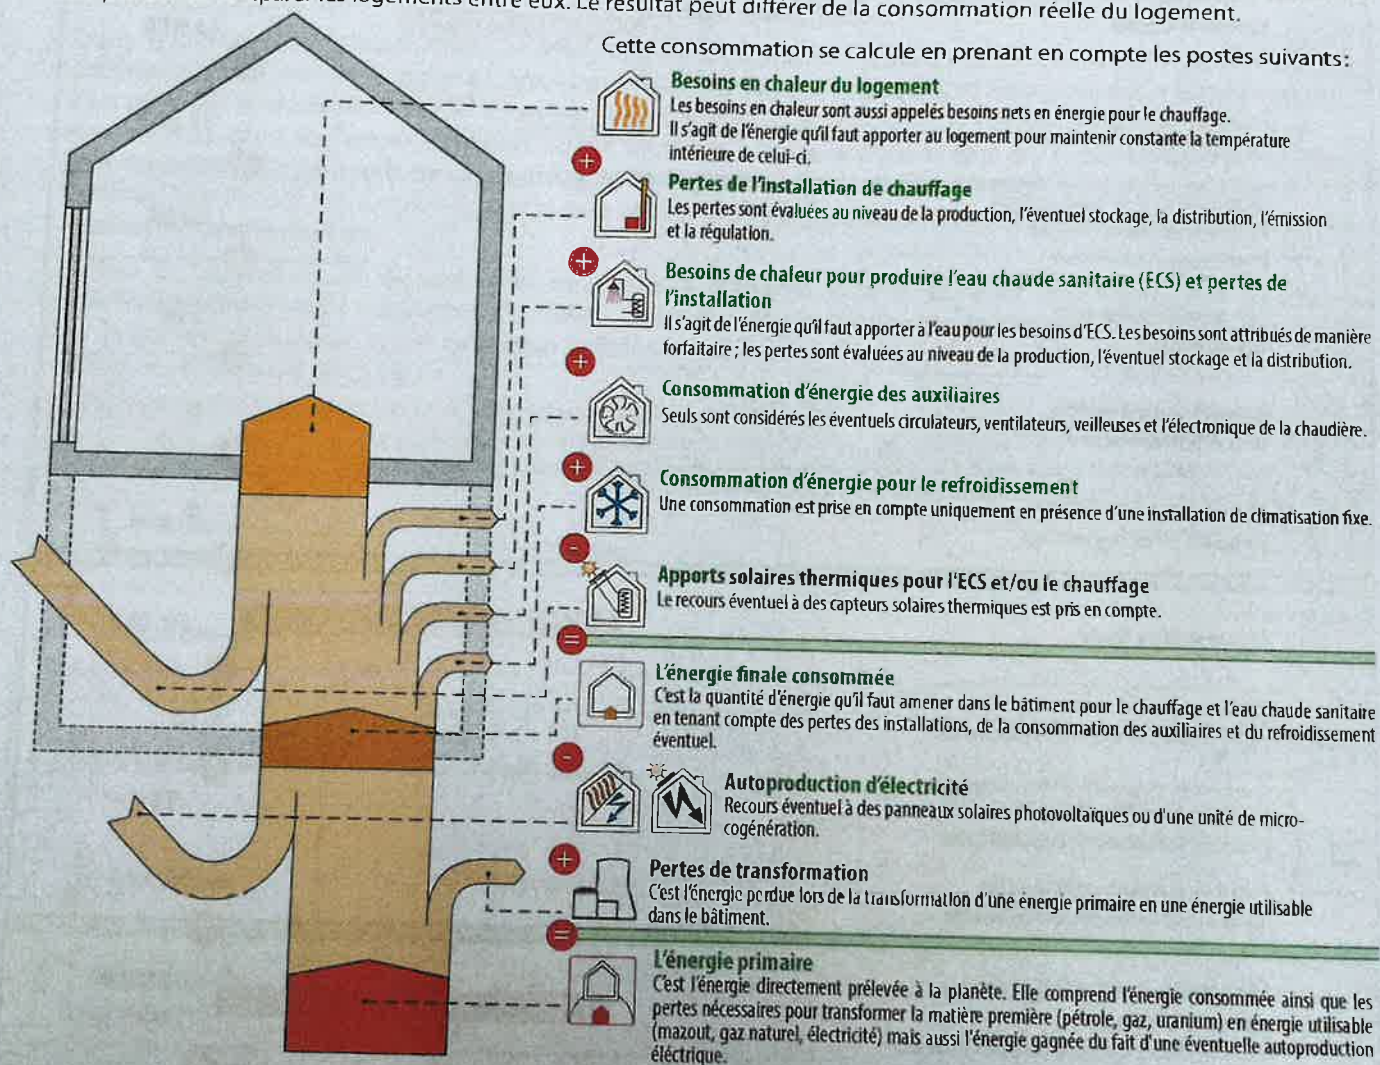 les logements entre eux. Le résultat peut différer de la consommation réelle du logement.
Cette consommation se calcule en prenant en compte les postes suivants:
Besoins en chaleur du logement
Les besoins en chaleur sont aussi appelés besoins nets en énergie pour le chauffage.
Il s'agit de l'énergie qu'il faut apporter au logement pour maintenir constante la température
intérieure de celui-ci.
+
Pertes de l'installation de chauffage
Les pertes sont évaluées au niveau de la production, l'éventuel stockage, la distribution, l'émission
et la régulation.
+
Besoins de chaleur pour produire l'eau chaude sanitaire (ECS) et pertes de
l'installation
Il s'agit de l'énergie qu'il faut apporter à l'eau pour les besoins d'ECS. Les besoins sont attribués de manière
forfaitaire ; les pertes sont évaluées au niveau de la production, l'éventuel stockage et la distribution.
+
Consommation d'énergie des auxiliaires
Seuls sont considérés les éventuels circulateurs, ventilateurs, veilleuses et l'électronique de la chaudière.
+
Consommation d'énergie pour le refroidissement
Une consommation est prise en compte uniquement en présence d'une installation de climatisation fixe.
-
Apports solaires thermiques pour l'ECS et/ou le chauffage
Le recours éventuel à des capteurs solaires thermiques est pris en compte.
=
L'énergie finale consommée
C'est la quantité d'énergie qu'il faut amener dans le bâtiment pour le chauffage et l'eau chaude sanitaire
en tenant compte des pertes des installations, de la consommation des auxiliaires et du refroidissement
éventuel.
-
Autoproduction d'électricité
Recours éventuel à des panneaux solaires photovoltaïques ou d'une unité de micro-
cogénération.
+
Pertes de transformation
C'est l'énergie perdue lors de la transformation d'une énergie primaire en une énergie utilisable
dans le bâtiment.
=
L'énergie primaire
C'est l'énergie directement prélevée à la planète. Elle comprend l'énergie consommée ainsi que les
pertes nécessaires pour transformer la matière première (pétrole, gaz, uranium) en énergie utilisable
(mazout, gaz naturel, électricité) mais aussi l'énergie gagnée du fait d'une éventuelle autoproduction
éléctrique.